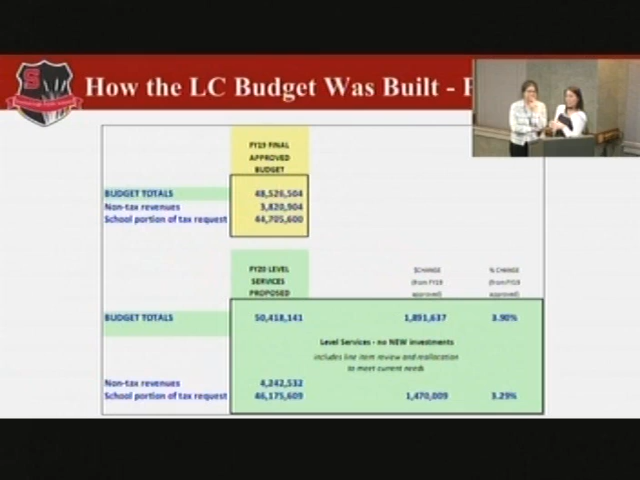 How the LC Budget Was Built -
FY19 FINAL
APPROVED
BUDGET
BUDGET TOTALS 48,526,504
Non-tax revenues 3,820,904
School portion of tax request 44,705,600
FY20 LEVEL
SERVICES
PROPOSED
$CHANGE
(from FY19
approved)
% CHANGE
(from FY19
approved)
BUDGET TOTALS 50,418,141 1,891,637 3.90%
Level Services - no NEW investments
includes line item review and reallocation
to meet current needs
Non-tax revenues 4,242,532
School portion of tax request 46,175,609 1,470,009 3.29%